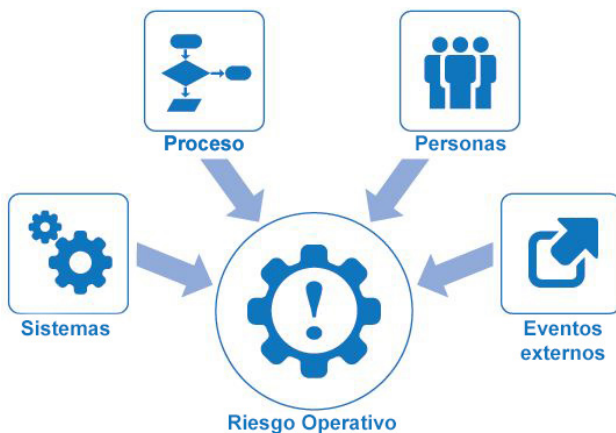 Proceso
Personas
Sistemas
Eventos
externos
Riesgo Operativo